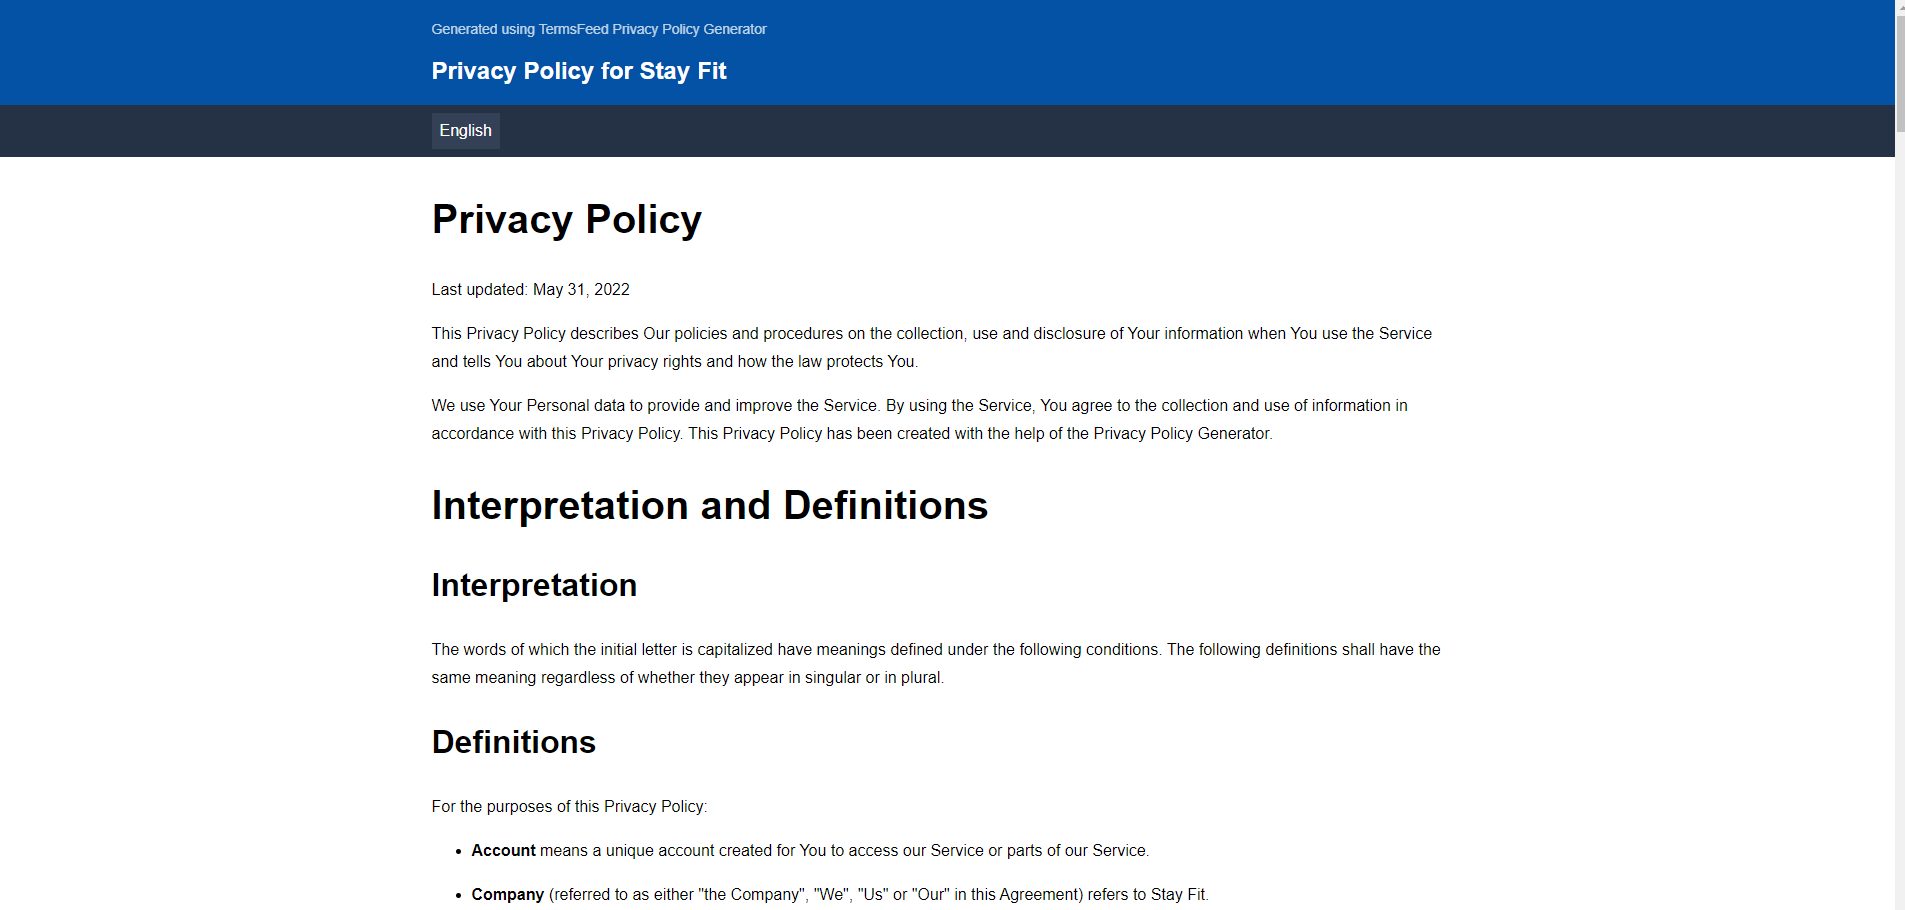 Generated using TermsFeed Privacy Policy Generator
Privacy Policy for Stay Fit
English
Privacy Policy
Last updated: May 31, 2022
This Privacy Policy describes Our policies and procedures on the collection, use and disclosure of Your information when You use the Service
and tells You about Your privacy rights and how the law protects You.
We use Your Personal data to provide and improve the Service. By using the Service, You agree to the collection and use of information in
accordance with this Privacy Policy. This Privacy Policy has been created with the help of the Privacy Policy Generator.
Interpretation and Definitions
Interpretation
The words of which the initial letter is capitalized have meanings defined under the following conditions. The following definitions shall have the
same meaning regardless of whether they appear in singular or in plural.
Definitions
For the purposes of this Privacy Policy:
• Account means a unique account created for You to access our Service or parts of our Service.
• Company (referred to as either "the Company", "We", "Us" or "Our" in this Agreement) refers to Stay Fit.